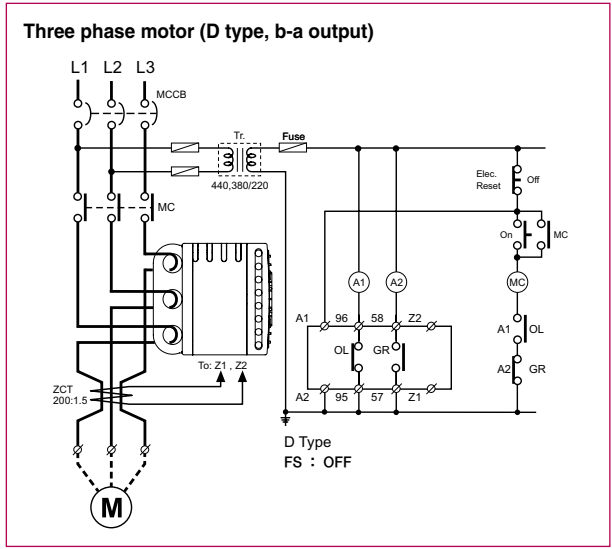 Three phase motor (D type, b-a output)
L1 L2 L3
MCCB
Tr.
Fuse
440,380/220
Elec.
Reset
Off
MC
On
MC
A1
A2
MC
A1 96 58 Z2
A1 OL
OL GR
To: Z1 , Z2
A2 GR
ZCT
200:1.5
A2 95 57 Z1
D Type
FS : OFF
M